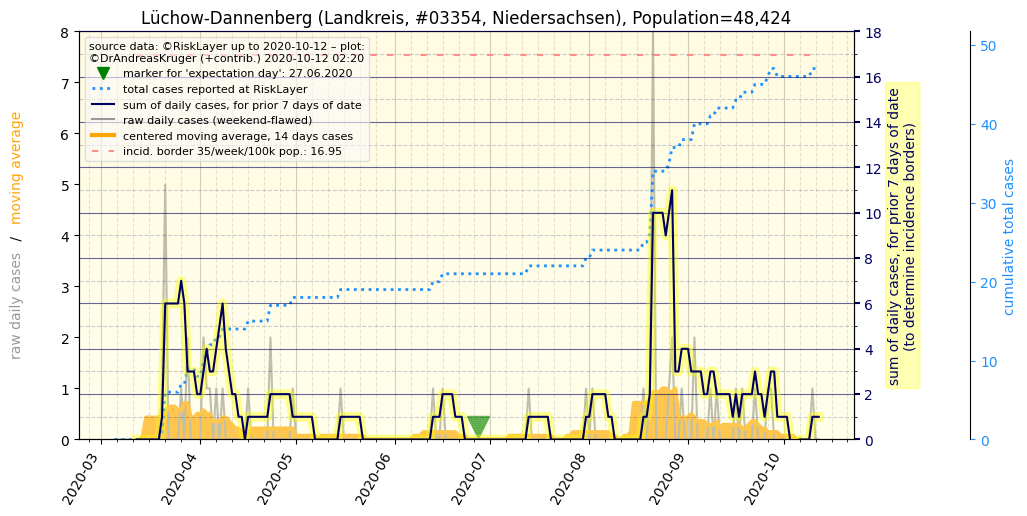 Lüchow-Dannenberg (Landkreis, #03354, Niedersachsen), Population=48,424
source data: ©RiskLayer up to 2020-10-12 – plot:
©DrAndreasKruger (+contrib.) 2020-10-12 02:20
marker for 'expectation day': 27.06.2020
total cases reported at RiskLayer
sum of daily cases, for prior 7 days of date
raw daily cases (weekend-flawed)
centered moving average, 14 days cases
incid. border 35/week/100k pop.: 16.95
raw daily cases / moving average
8
7
6
5
4
3
2
1
0
2020-03
2020-04
2020-05
2020-06
2020-07
2020-08
2020-09
2020-10
18
16
14
12
10
8
6
4
2
0
sum of daily cases, for prior 7 days of date
(to determine incidence borders)
50
40
30
20
10
0
cumulative total cases